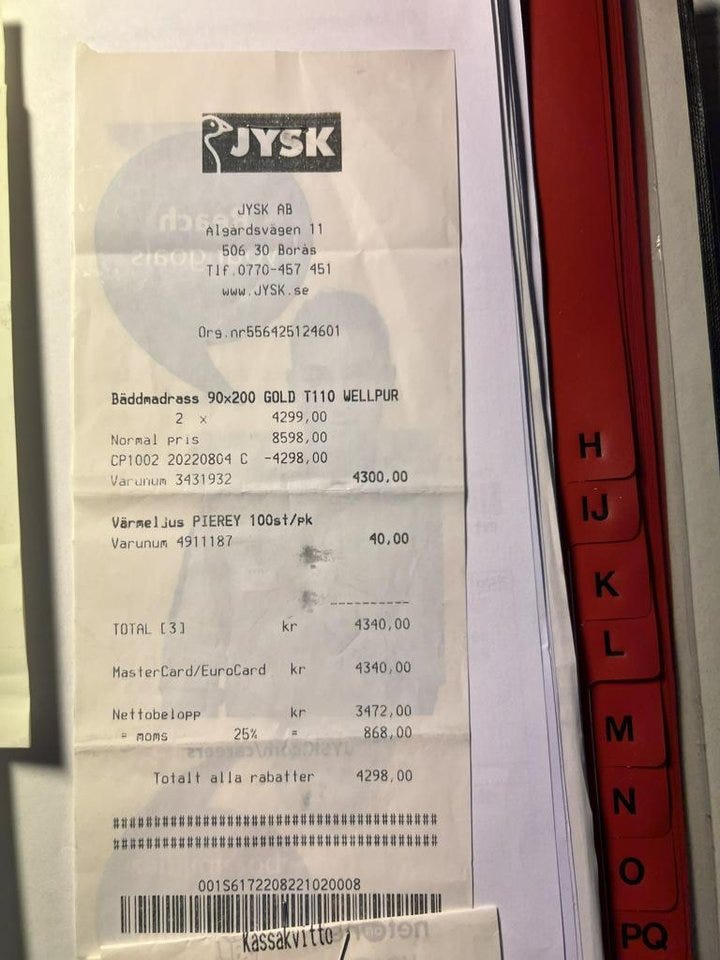 JYSK
JYSK AB
Ålgårdsvägen 11
506 30 Borås
Tlf.0770-457 451
www.JYSK.se
Org.nr556425124601
Bäddmadrass 90x200 GOLD T110 WELLPUR
2 x 4299,00
Normal pris 8598,00
CP1002 20220804 C -4298,00
Varunum 3431932 4300,00
Värmeljus PIEREY 100st/pk
Varunum 4911187 40,00
------------
TOTAL [3] kr 4340,00
MasterCard/EuroCard kr 4340,00
Nettobelopp kr 3472,00
= moms 25% = 868,00
Totalt alla rabatter 4298,00
########################################
########################################
001S6172208221020008
Kassakvitto
H
IJ
K
L
M
N
O
PQ